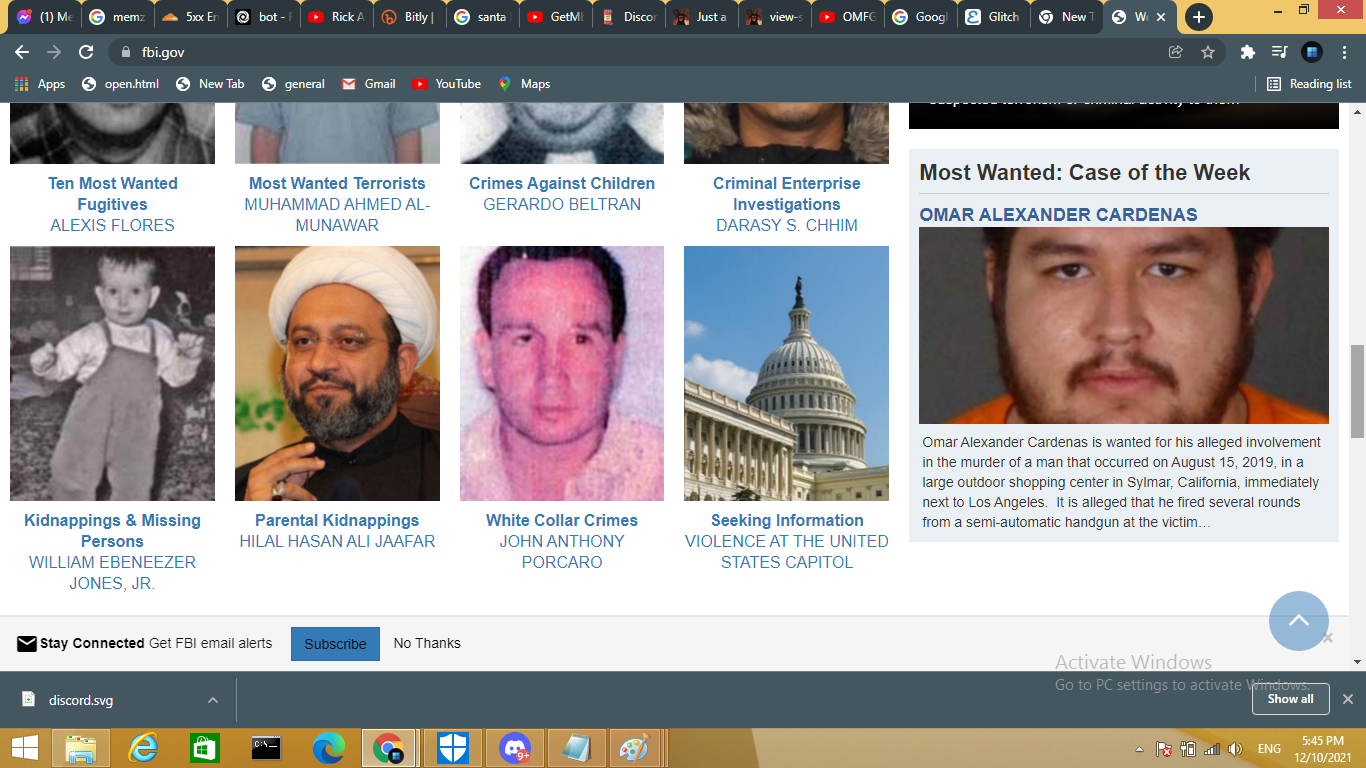 (1) Me
memz
5xx En
bot -
Rick A
Bitly |
santa
GetM
Discor
Just a
view-s
OMFG
Googl
Glitch
New T
W
fbi.gov
Apps
open.html
New Tab
general
Gmail
YouTube
Maps
Reading list
Ten Most Wanted
Fugitives
ALEXIS FLORES
Most Wanted Terrorists
MUHAMMAD AHMED AL-
MUNAWAR
Crimes Against Children
GERARDO BELTRAN
Criminal Enterprise
Investigations
DARASY S. CHHIM
Kidnappings & Missing
Persons
WILLIAM EBENEEZER
JONES, JR.
Parental Kidnappings
HILAL HASAN ALI JAAFAR
White Collar Crimes
JOHN ANTHONY
PORCARO
Seeking Information
VIOLENCE AT THE UNITED
STATES CAPITOL
Most Wanted: Case of the Week
OMAR ALEXANDER CARDENAS
Omar Alexander Cardenas is wanted for his alleged involvement
in the murder of a man that occurred on August 15, 2019, in a
large outdoor shopping center in Sylmar, California, immediately
next to Los Angeles. It is alleged that he fired several rounds
from a semi-automatic handgun at the victim…
Stay Connected Get FBI email alerts
Subscribe
No Thanks
Activate Windows
Go to PC settings to activate Windows.
discord.svg
Show all
C:\
9+
ENG
5:45 PM
12/10/2021